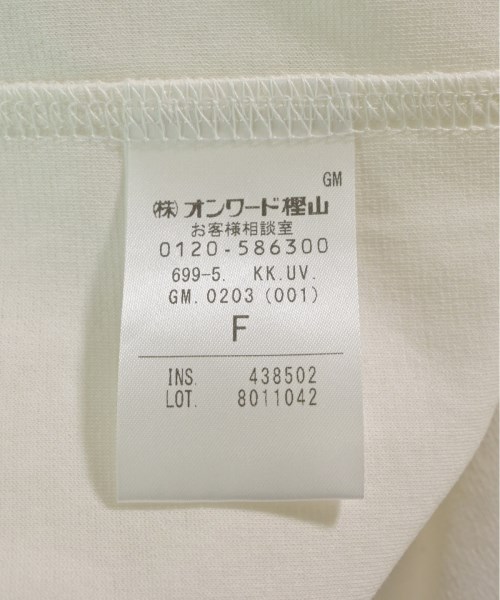 GM
(株)オンワード樫山
お客様相談室
0120-586300
699-5. KK.UV.
GM.0203(001)
F
INS. 438502
LOT. 8011042